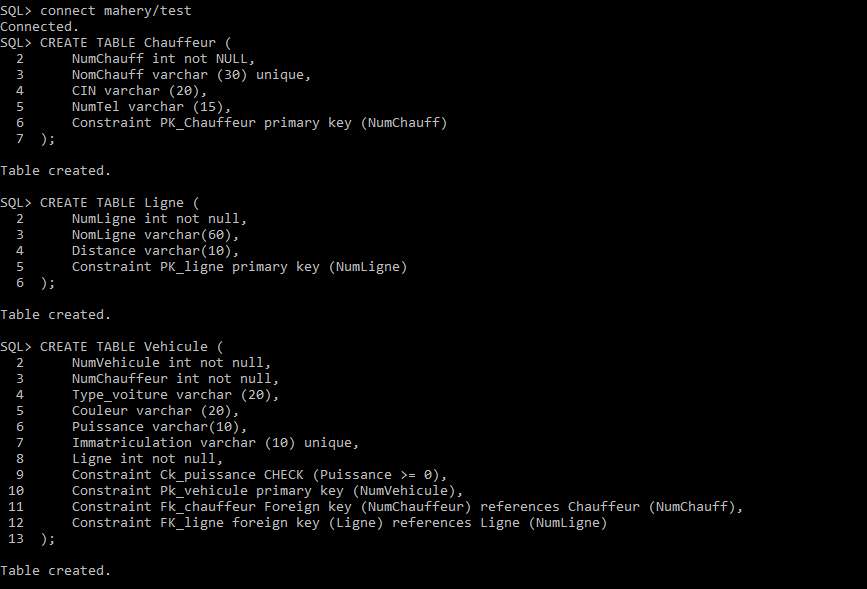 SQL> connect mahery/test
Connected.
SQL> CREATE TABLE Chauffeur (
  2      NumChauff int not NULL,
  3      NomChauff varchar (30) unique,
  4      CIN varchar (20),
  5      NumTel varchar (15),
  6      Constraint PK_Chauffeur primary key (NumChauff)
  7  );

Table created.

SQL> CREATE TABLE Ligne (
  2      NumLigne int not null,
  3      NomLigne varchar(60),
  4      Distance varchar(10),
  5      Constraint PK_ligne primary key (NumLigne)
  6  );

Table created.

SQL> CREATE TABLE Vehicule (
  2      NumVehicule int not null,
  3      NumChauffeur int not null,
  4      Type_voiture varchar (20),
  5      Couleur varchar (20),
  6      Puissance varchar(10),
  7      Immatriculation varchar (10) unique,
  8      Ligne int not null,
  9      Constraint Ck_puissance CHECK (Puissance >= 0),
 10      Constraint Pk_vehicule primary key (NumVehicule),
 11      Constraint Fk_chauffeur Foreign key (NumChauffeur) references Chauffeur (NumChauff),
 12      Constraint FK_ligne foreign key (Ligne) references Ligne (NumLigne)
 13  );

Table created.